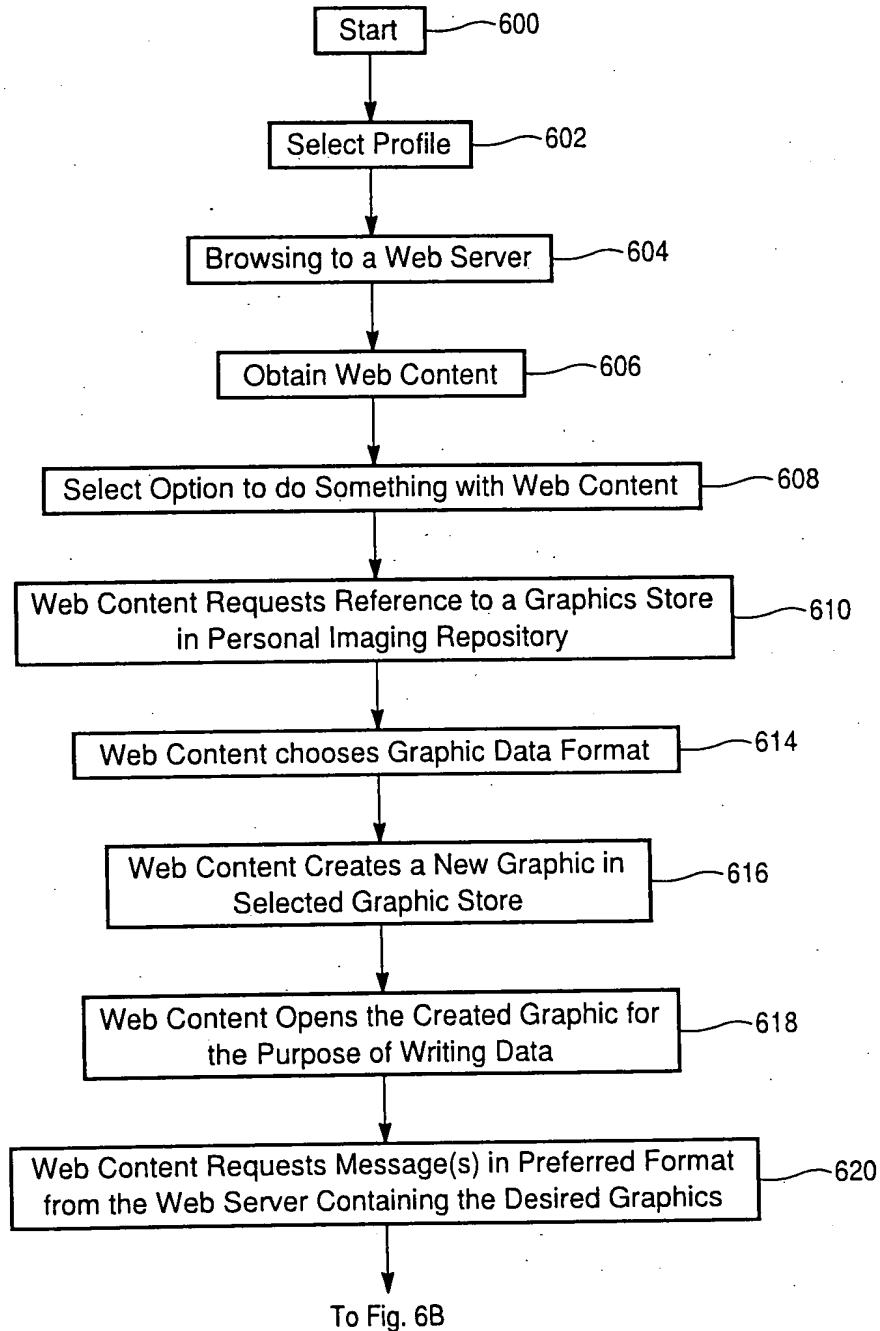 Start
600
Select Profile
602
Browsing to a Web Server
604
Obtain Web Content
606
Select Option to do Something with Web Content
608
Web Content Requests Reference to a Graphics Store
in Personal Imaging Repository
610
Web Content chooses Graphic Data Format
614
Web Content Creates a New Graphic in
Selected Graphic Store
616
Web Content Opens the Created Graphic for
the Purpose of Writing Data
618
Web Content Requests Message(s) in Preferred Format
from the Web Server Containing the Desired Graphics
620
To Fig. 6B